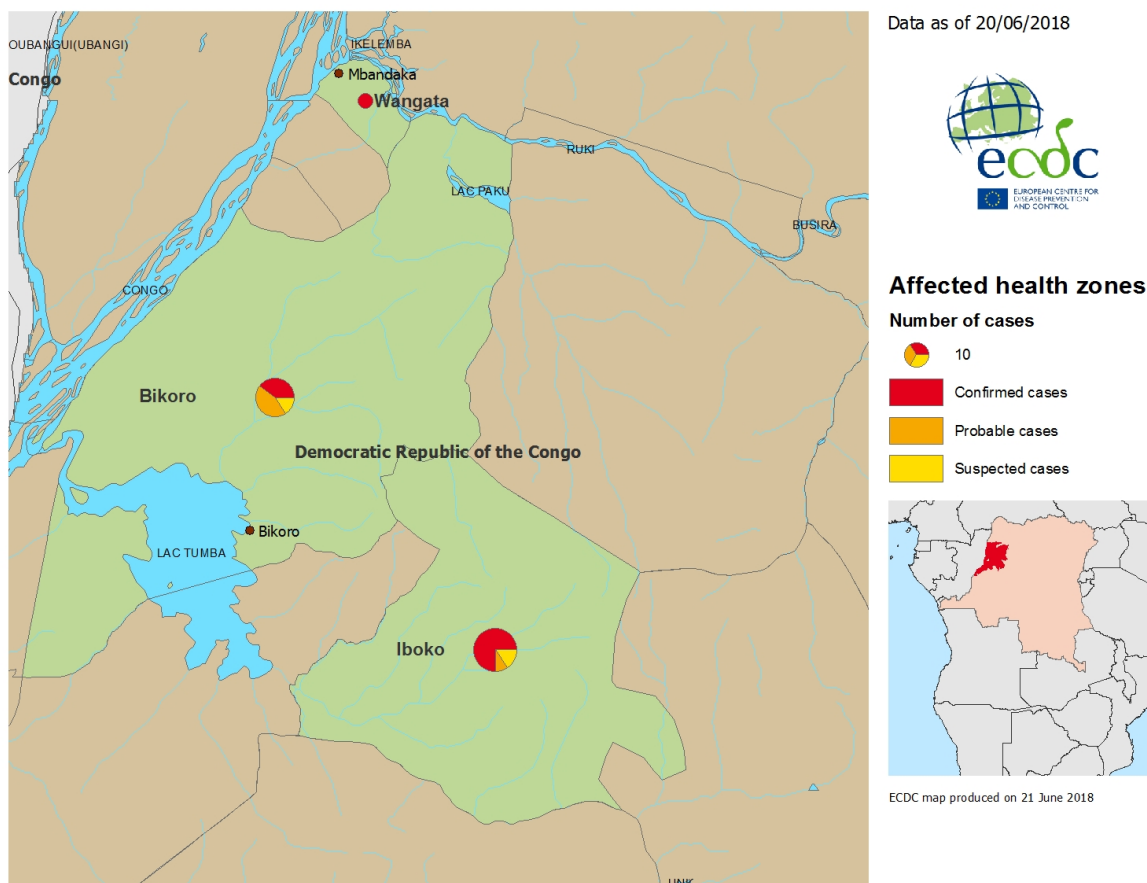 OUBANGUI(UBANGI)
Congo
IKELEMBA
Mbandaka
Wangata
RUKI
LAC PAKU
BUSIRA
CONGO
Bikoro
Democratic Republic of the Congo
Bikoro
LAC TUMBA
Iboko
Data as of 20/06/2018
ecdc
EUROPEAN CENTRE FOR
DISEASE PREVENTION
AND CONTROL
Affected health zones
Number of cases
10
Confirmed cases
Probable cases
Suspected cases
ECDC map produced on 21 June 2018